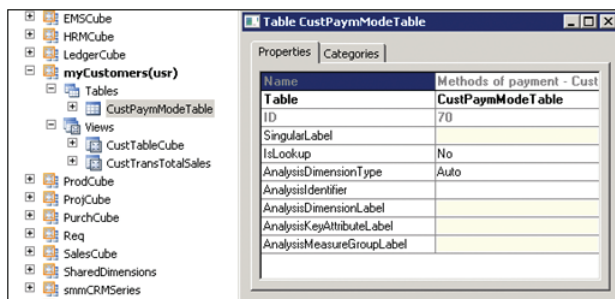 EMSCube
HRMCube
LedgerCube
myCustomers(usr)
Tables
CustPaymModeTable
Views
CustTableCube
CustTransTotalSales
ProdCube
ProjCube
PurchCube
Req
SalesCube
SharedDimensions
smmCRMSeries
Table CustPaymModeTable
Properties Categories
Name Methods of payment - Cust
Table CustPaymModeTable
ID 70
SingularLabel
IsLookup No
AnalysisDimensionType Auto
AnalysisIdentifier
AnalysisDimensionLabel
AnalysisKeyAttributeLabel
AnalysisMeasureGroupLabel